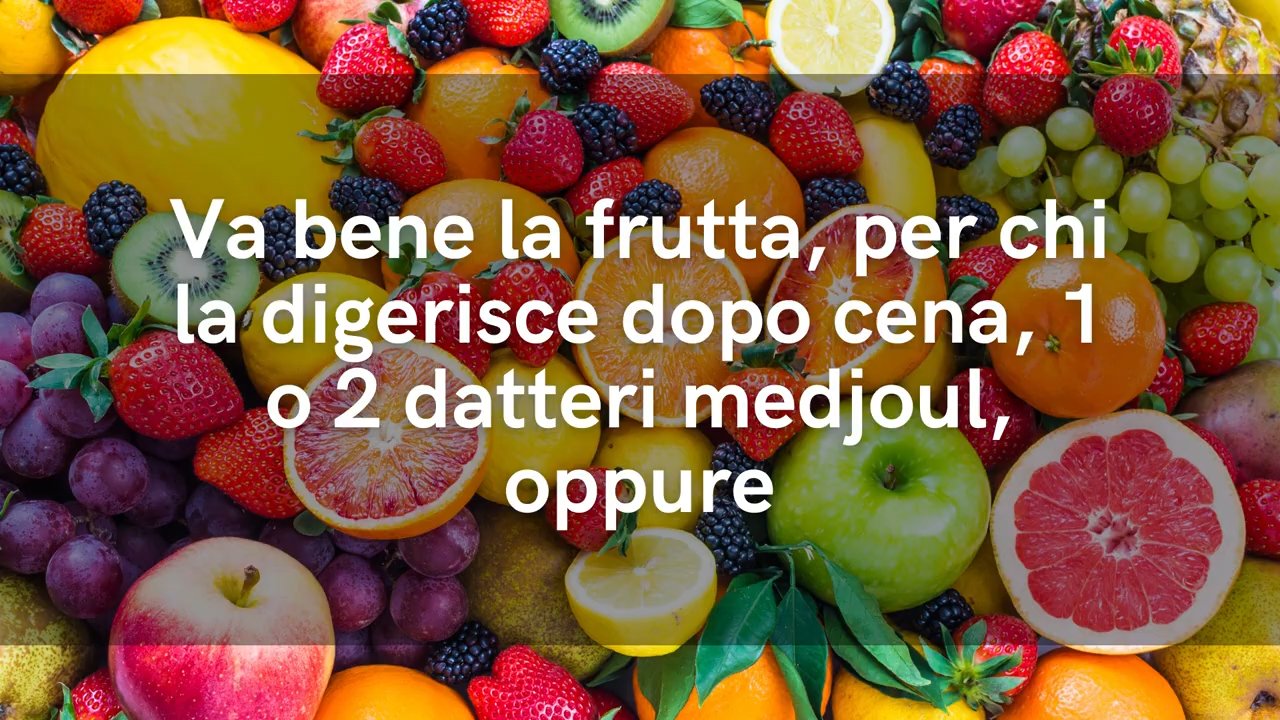 Va bene la frutta, per chi
la digerisce dopo cena, 1
o 2 datteri medjoul,
oppure